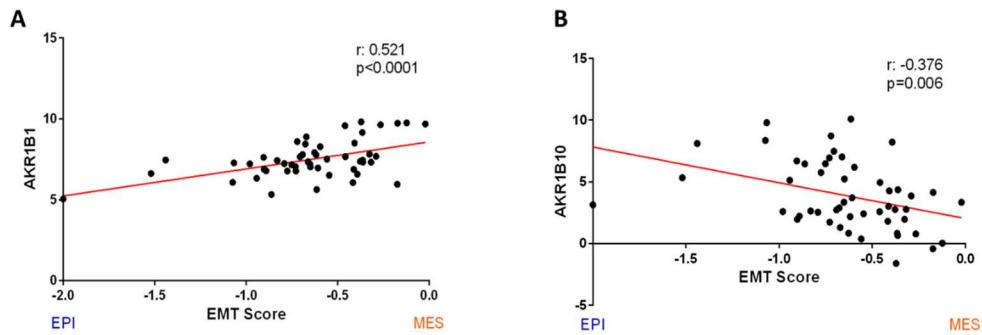 A
B
15
10
5
0
AKR1B1
r: 0.521
p<0.0001
-2.0
-1.5
-1.0
-0.5
0.0
EMT Score
EPI
MES
15
10
5
0
-5
AKR1B10
r: -0.376
p=0.006
-1.5
-1.0
-0.5
0.0
EMT Score
EPI
MES